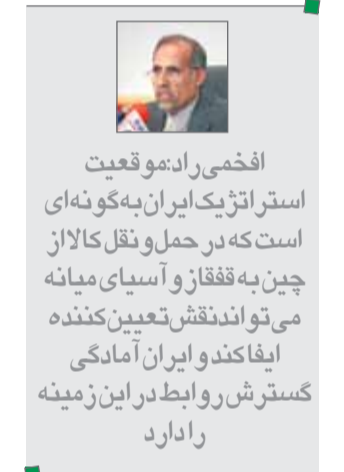 افخمی‌راد:موقعیت
استراتژیک ایران به‌گونه‌ای
است که در حمل و نقل کالا از
چین به قفقاز و آسیای میانه
می‌تواند نقش تعیین‌کننده
ایفا کند و ایران آمادگی
گسترش روابط در این زمینه
را دارد